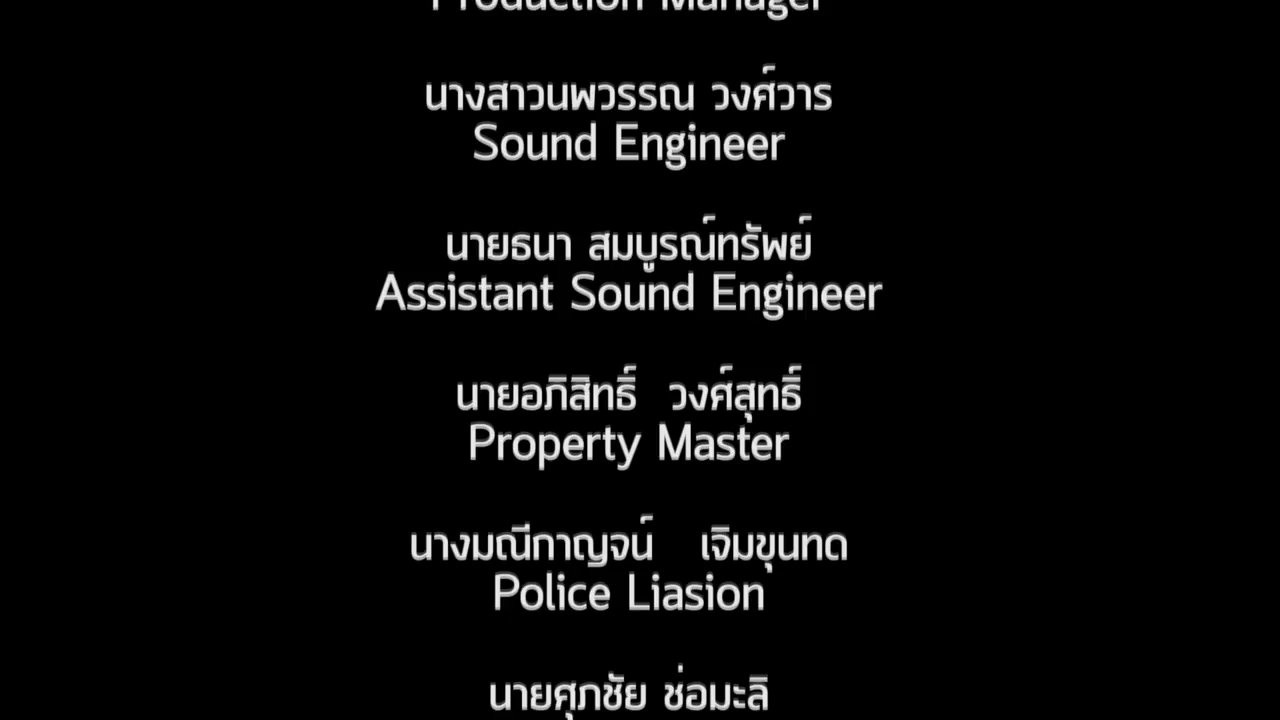 Production Manager
นางสาวนพวรรณ วงศ์วาร
Sound Engineer
นายธนา สมบูรณ์ทรัพย์
Assistant Sound Engineer
นายอภิสิทธิ์ วงศ์สุทธิ์
Property Master
นางมณีกาญจน์ เจิมขุนทด
Police Liasion
นายศุภชัย ช่อมะลิ